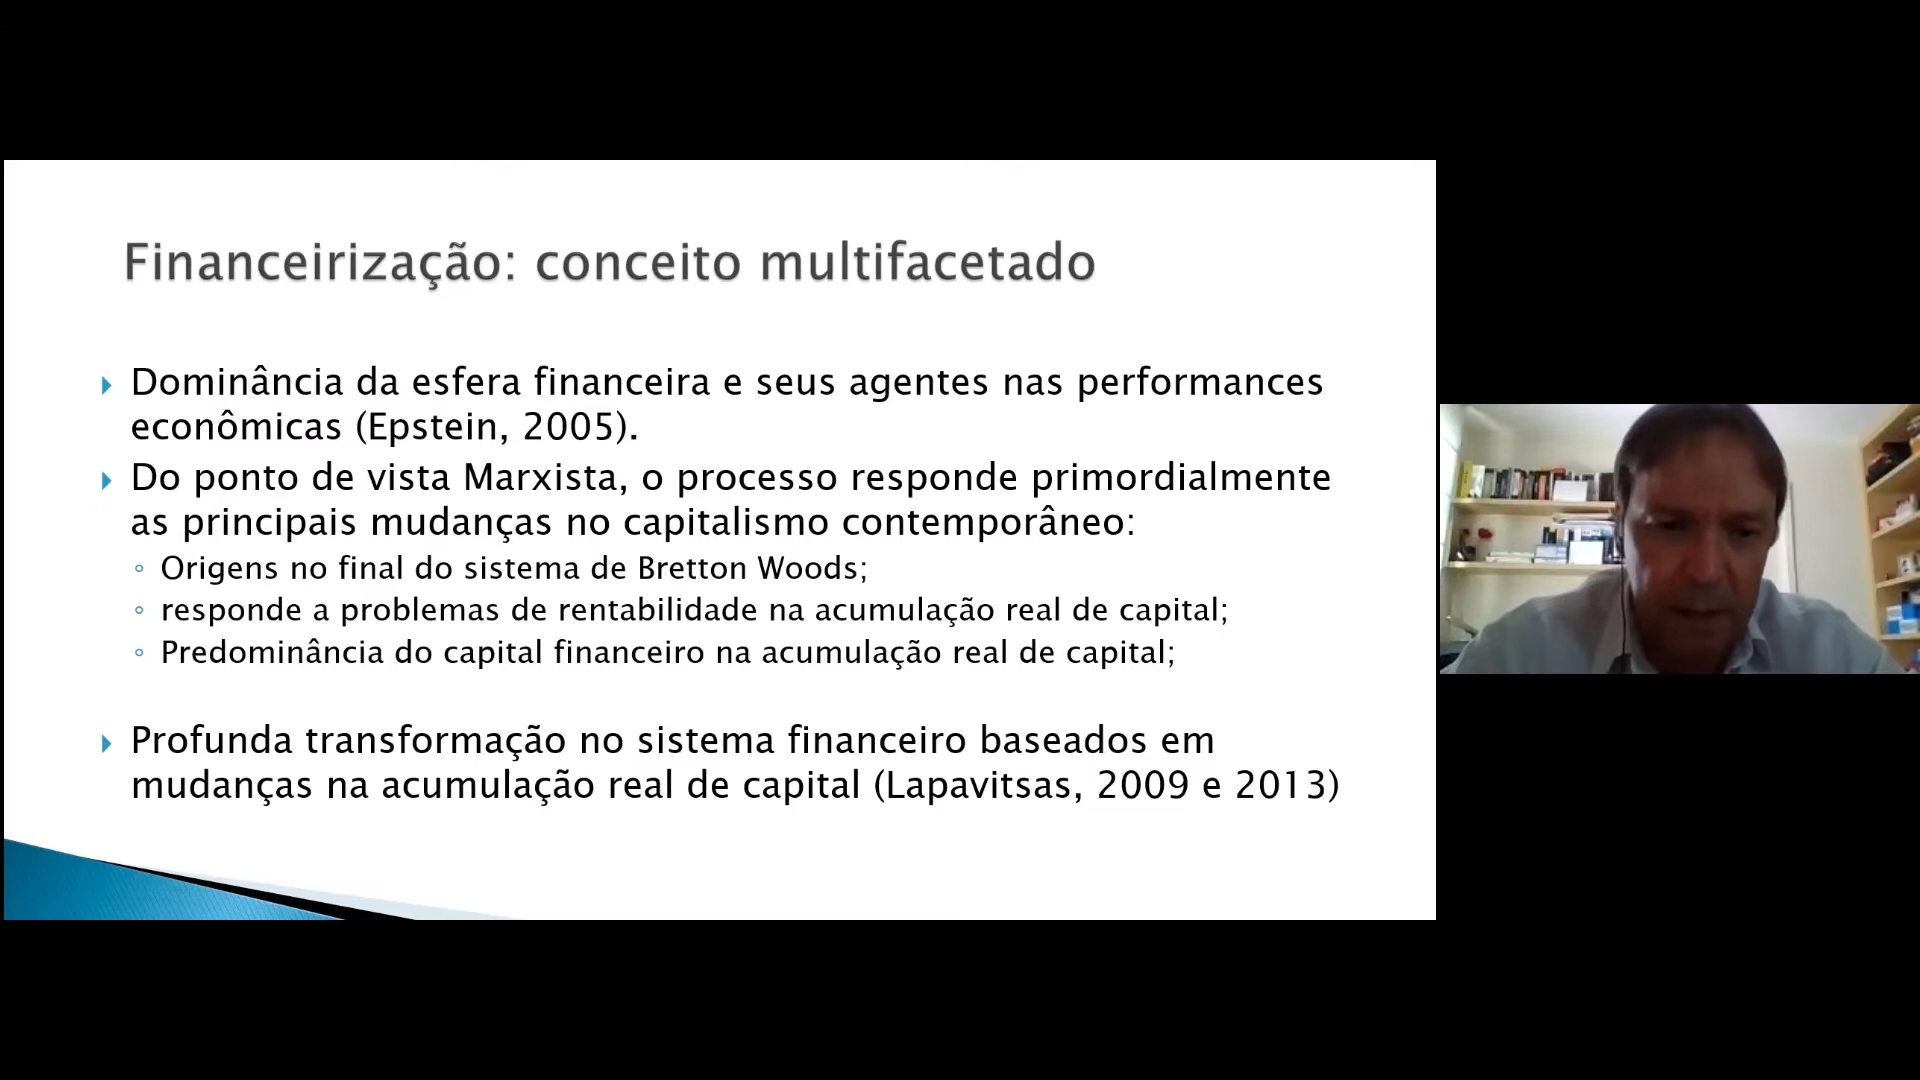 Financeirização: conceito multifacetado
Dominância da esfera financeira e seus agentes nas performances
econômicas (Epstein, 2005).
Do ponto de vista Marxista, o processo responde primordialmente
as principais mudanças no capitalismo contemporâneo:
Origens no final do sistema de Bretton Woods;
responde a problemas de rentabilidade na acumulação real de capital;
Predominância do capital financeiro na acumulação real de capital;
Profunda transformação no sistema financeiro baseados em
mudanças na acumulação real de capital (Lapavitsas, 2009 e 2013)